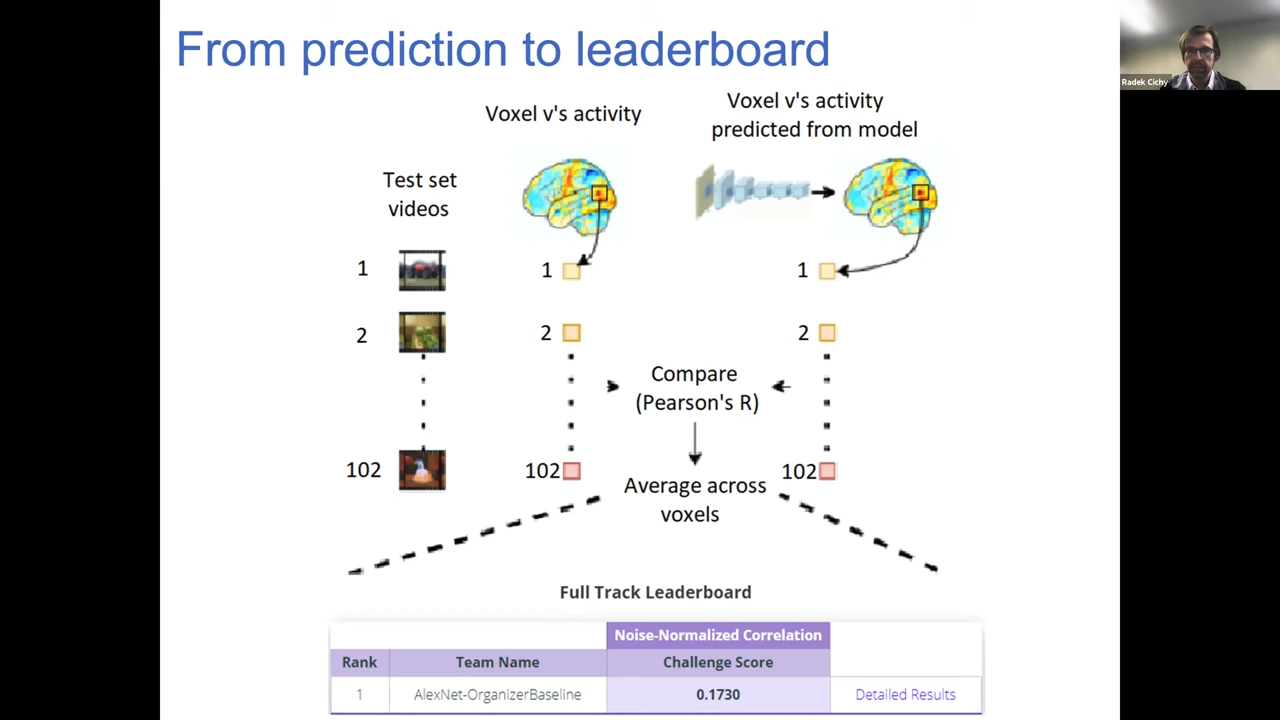 From prediction to leaderboard
Radek Cichy
Voxel v's activity
Voxel v's activity
predicted from model
Test set
videos
1
1
1
2
2
2
Compare
(Pearson's R)
102
102
102
Average across
voxels
Full Track Leaderboard
Noise-Normalized Correlation
Rank Team Name Challenge Score
1 AlexNet-OrganizerBaseline 0.1730 Detailed Results